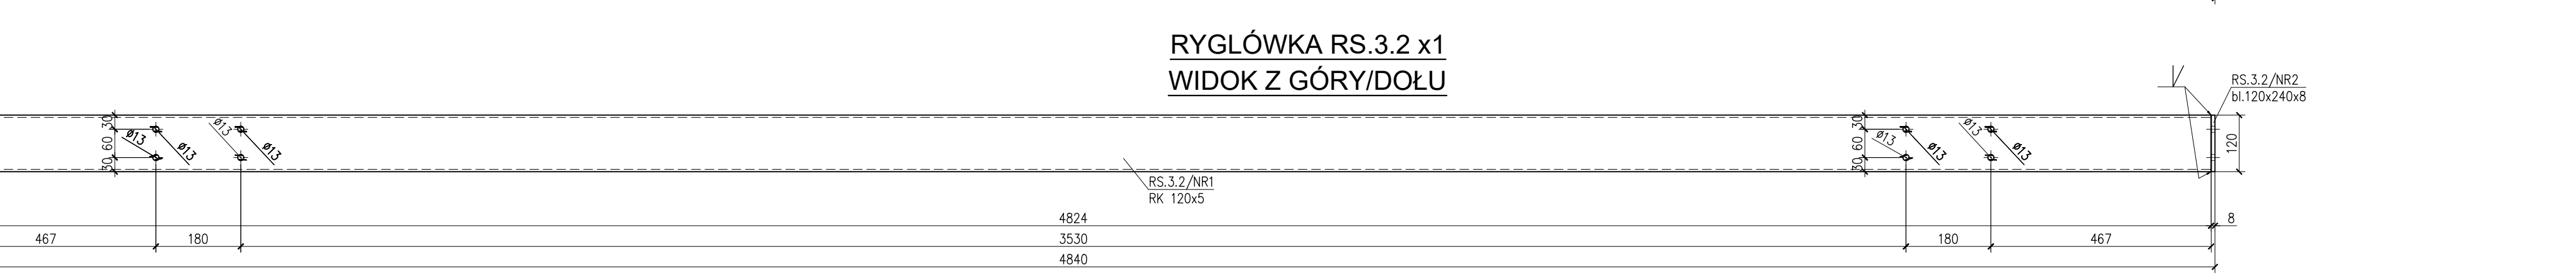 RYGLÓWKA RS.3.2 x1
WIDOK Z GÓRY/DOŁU
RS.3.2/NR2
bl.120x240x8
30
60
30
ø13
ø13
ø13
ø13
30
60
30
ø13
ø13
ø13
ø13
120
RS.3.2/NR1
RK 120x5
4824
8
467
180
3530
180
467
4840